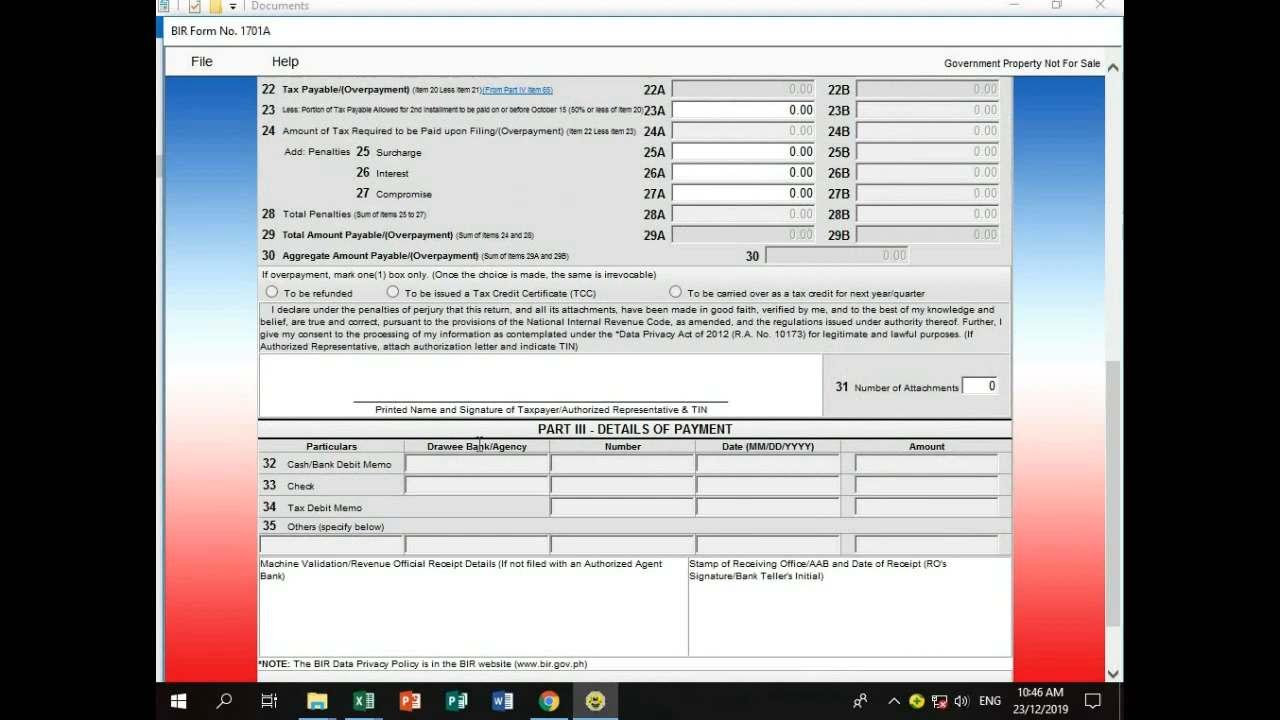 Documents
BIR Form No. 1701A
File Help Government Property Not For Sale
22 Tax Payable/(Overpayment) (Item 20 Less Item 21) (From Part IV Item 65) 22A 0.00 22B 0.00
23 Less: Portion of Tax Payable Allowed for 2nd Installment to be paid on or before October 15 (50% or less of Item 20) 23A 0.00 23B 0.00
24 Amount of Tax Required to be Paid upon Filing/(Overpayment) (Item 22 Less Item 23) 24A 0.00 24B 0.00
Add: Penalties 25 Surcharge 25A 0.00 25B 0.00
26 Interest 26A 0.00 26B 0.00
27 Compromise 27A 0.00 27B 0.00
28 Total Penalties (Sum of Items 25 to 27) 28A 0.00 28B 0.00
29 Total Amount Payable/(Overpayment) (Sum of Items 24 and 28) 29A 0.00 29B 0.00
30 Aggregate Amount Payable/(Overpayment) (Sum of Items 29A and 29B) 30 0.00
If overpayment, mark one(1) box only. (Once the choice is made, the same is irrevocable)
To be refunded To be issued a Tax Credit Certificate (TCC) To be carried over as a tax credit for next year/quarter
I declare under the penalties of perjury that this return, and all its attachments, have been made in good faith, verified by me, and to the best of my knowledge and
belief, are true and correct, pursuant to the provisions of the National Internal Revenue Code, as amended, and the regulations issued under authority thereof. Further, I
give my consent to the processing of my information as contemplated under the *Data Privacy Act of 2012 (R.A. No. 10173) for legitimate and lawful purposes. (If
Authorized Representative, attach authorization letter and indicate TIN)
31 Number of Attachments 0
Printed Name and Signature of Taxpayer/Authorized Representative & TIN
PART III - DETAILS OF PAYMENT
Particulars Drawee Bank/Agency Number Date (MM/DD/YYYY) Amount
32 Cash/Bank Debit Memo
33 Check
34 Tax Debit Memo
35 Others (specify below)
Machine Validation/Revenue Official Receipt Details (If not filed with an Authorized Agent
Bank)
Stamp of Receiving Office/AAB and Date of Receipt (RO's
Signature/Bank Teller's Initial)
*NOTE: The BIR Data Privacy Policy is in the BIR website (www.bir.gov.ph)
ENG 10:46 AM
23/12/2019